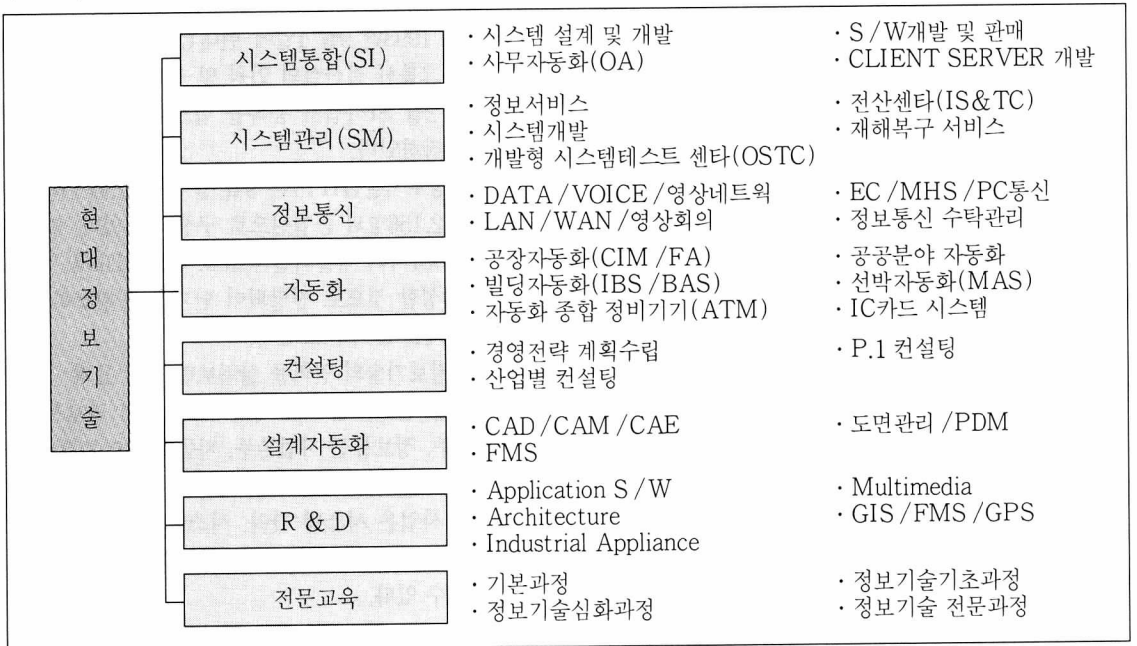 현대정보기술
시스템통합(SI)
· 시스템 설계 및 개발
· 사무자동화(OA)
· S/W개발 및 판매
· CLIENT SERVER 개발
시스템관리(SM)
· 정보서비스
· 시스템개발
· 개발형 시스템테스트 센타(OSTC)
· 전산센타(IS&TC)
· 재해복구 서비스
정보통신
· DATA/VOICE/영상네트웍
· LAN/WAN/영상회의
· EC/MHS/PC통신
· 정보통신 수탁관리
자동화
· 공장자동화(CIM/FA)
· 빌딩자동화(IBS/BAS)
· 자동화 종합 정비기기(ATM)
· 공공분야 자동화
· 선박자동화(MAS)
· IC카드 시스템
컨설팅
· 경영전략 계획수립
· 산업별 컨설팅
· P.1 컨설팅
설계자동화
· CAD/CAM/CAE
· FMS
· 도면관리/PDM
R & D
· Application S/W
· Architecture
· Industrial Appliance
· Multimedia
· GIS/FMS/GPS
전문교육
· 기본과정
· 정보기술심화과정
· 정보기술기초과정
· 정보기술 전문과정